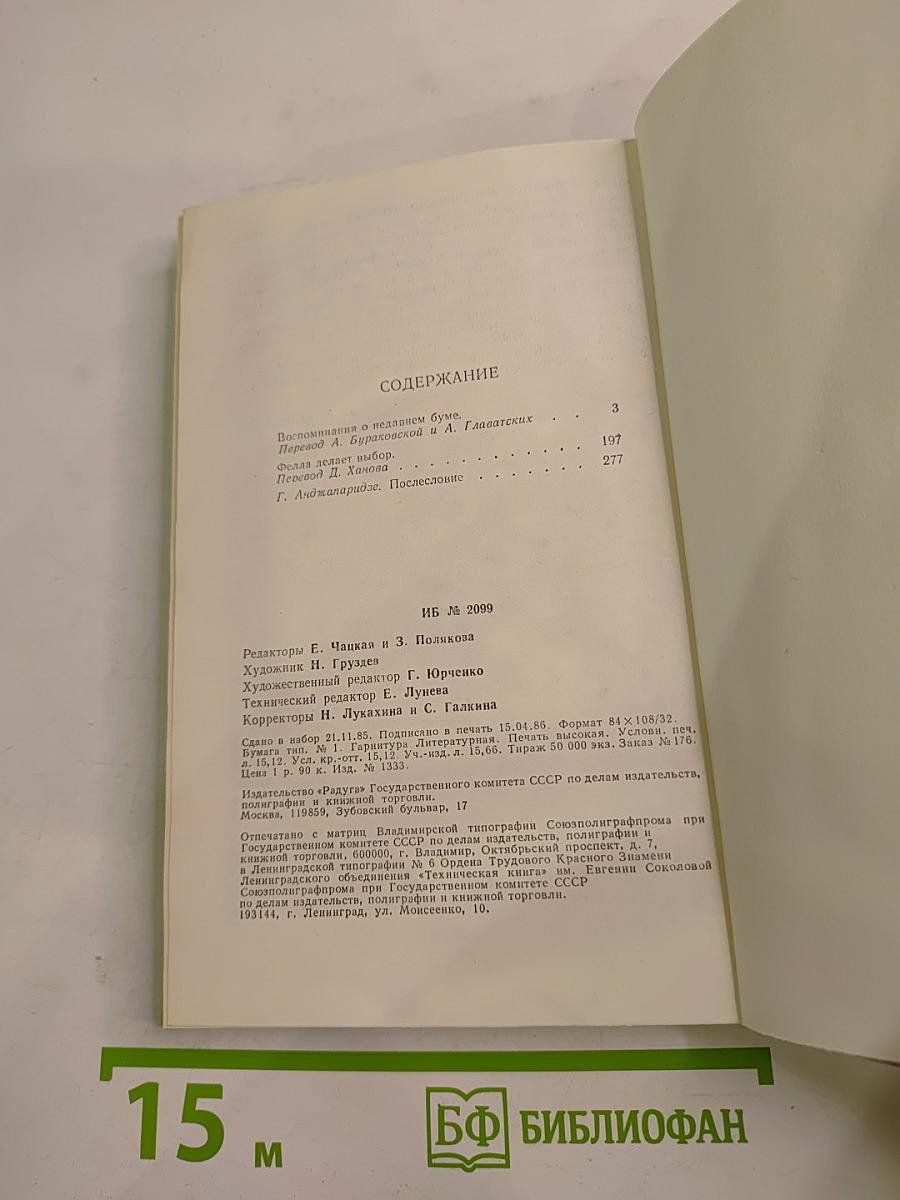 СОДЕРЖАНИЕ
Воспоминания о недавнем буме.
Перевод А. Бураковской и А. Главатских . . 3
Фелла делает выбор.
Перевод Д. Ханова . . . . . . . . . . . 197
Г. Анджапаридзе. Послесловие . . . . . . . 277
ИБ № 2099
Редакторы Е. Чацкая и З. Полякова
Художник Н. Груздев
Художественный редактор Г. Юрченко
Технический редактор Е. Лунева
Корректоры Н. Лукахина и С. Галкина
Сдано в набор 21.11.85. Подписано в печать 15.04.86. Формат 84×108/32.
Бумага тип. № 1. Гарнитура Литературная. Печать высокая. Условн. печ.
л. 15,12. Усл. кр.-отт. 15,12. Уч.-изд. л. 15,66. Тираж 50 000 экз. Заказ № 176.
Цена 1 р. 90 к. Изд. № 1333.
Издательство «Радуга» Государственного комитета СССР по делам издательств,
полиграфии и книжной торговли.
Москва, 119859, Зубовский бульвар, 17
Отпечатано с матриц Владимирской типографии Союзполиграфпрома при
Государственном комитете СССР по делам издательств, полиграфии и
книжной торговли. 600000, г. Владимир, Октябрьский проспект, д. 7,
в Ленинградской типографии № 6 Ордена Трудового Красного Знамени
Ленинградского объединения «Техническая книга» им. Евгении Соколовой
Союзполиграфпрома при Государственном комитете СССР
по делам издательств, полиграфии и книжной торговли.
193144, г. Ленинград, ул. Моисеенко, 10.
15 м
БФ БИБЛИОФАН